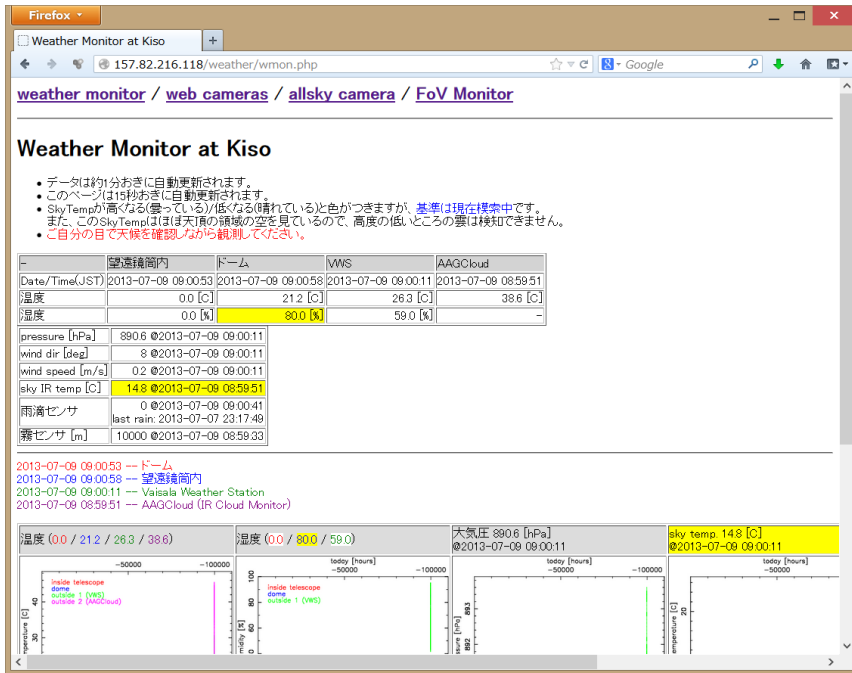 Firefox
Weather Monitor at Kiso
157.82.216.118/weather/wmon.php
Google
weather monitor / web cameras / allsky camera / FoV Monitor
Weather Monitor at Kiso
データは約1分おきに自動更新されます。
このページは15秒おきに自動更新されます。
SkyTempが高くなる(曇っている)/低くなる(晴れている)と色がつきますが、基準は現在模索中です。
また、このSkyTempはほぼ天頂の領域の空を見ているので、高度の低いところの雲は検知できません。
ご自分の目で天候を確認しながら観測してください。
- 望遠鏡筒内 ドーム VWS AAGCloud
Date/Time(JST) 2013-07-09 09:00:53 2013-07-09 09:00:58 2013-07-09 09:00:11 2013-07-09 08:59:51
温度 0.0 [C] 21.2 [C] 26.3 [C] 38.6 [C]
湿度 0.0 [%] 80.0 [%] 59.0 [%] -
pressure [hPa] 890.6 @2013-07-09 09:00:11
wind dir [deg] 8 @2013-07-09 09:00:11
wind speed [m/s] 0.2 @2013-07-09 09:00:11
sky IR temp [C] 14.8 @2013-07-09 08:59:51
雨滴センサ 0 @2013-07-09 09:00:41
last rain: 2013-07-07 23:17:49
霧センサ [m] 10000 @2013-07-09 08:59:33
2013-07-09 09:00:53 -- ドーム
2013-07-09 09:00:58 -- 望遠鏡筒内
2013-07-09 09:00:11 -- Vaisala Weather Station
2013-07-09 08:59:51 -- AAGCloud (IR Cloud Monitor)
温度 (0.0 / 21.2 / 26.3 / 38.6)
-50000 -100000
inside telescope
dome
outside 1 (VWS)
outside 2 (AAGCloud)
40
30
[C]
湿度 (0.0 / 80.0 / 59.0)
today [hours]
-50000 -100000
inside telescope
dome
outside 1 (VWS)
100
80
60
[%]
大気圧 890.6 [hPa]
@2013-07-09 09:00:11
today [hours]
-50000 -100000
893
892
[hPa]
sky temp. 14.8 [C]
@2013-07-09 09:00:11
today [hours]
-50000
20
[C]